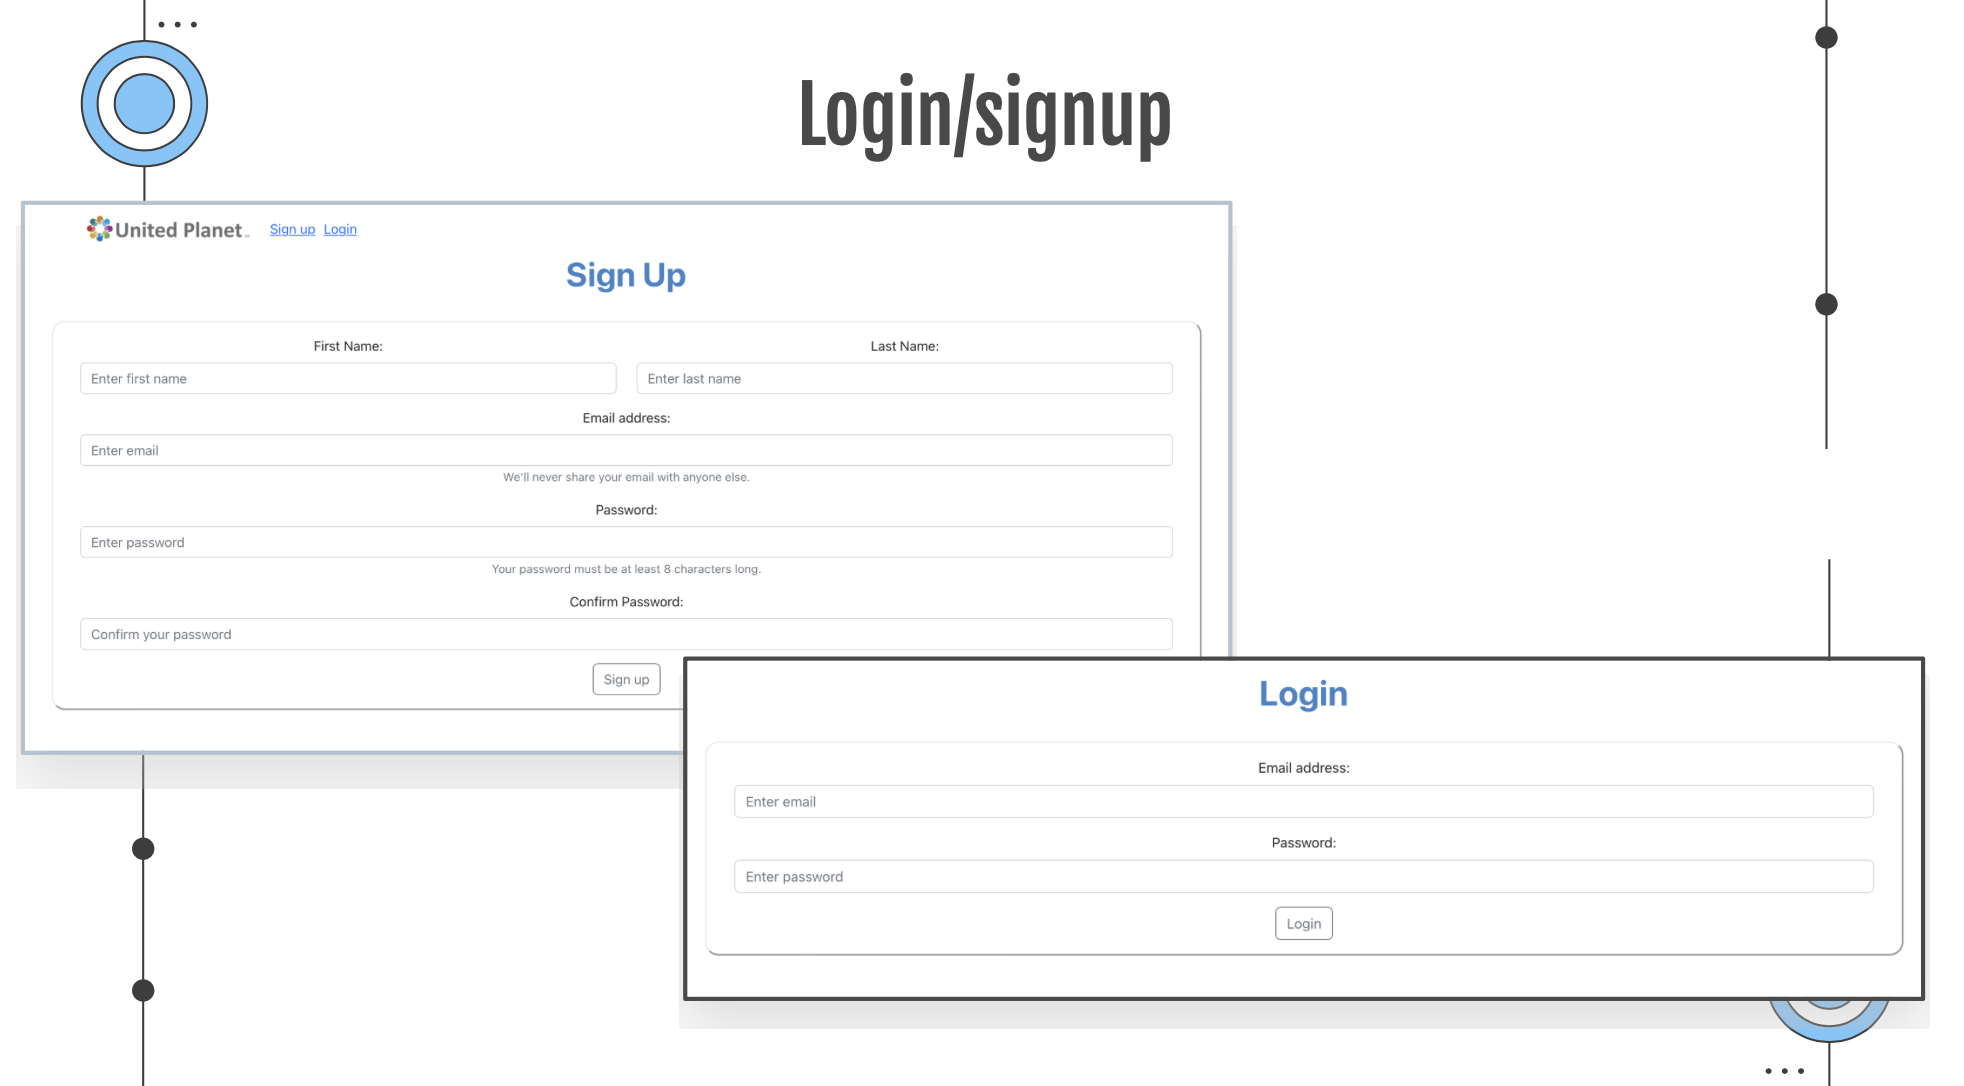 ...
Login/signup
United Planet Sign up Login
Sign Up
First Name: Last Name:
Enter first name Enter last name
Email address:
Enter email
We'll never share your email with anyone else.
Password:
Enter password
Your password must be at least 8 characters long.
Confirm Password:
Confirm your password
Sign up
Login
Email address:
Enter email
Password:
Enter password
Login
...